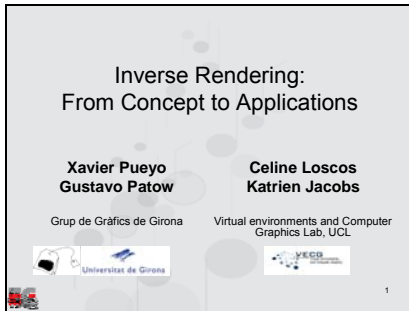 Inverse Rendering:
From Concept to Applications
Xavier Pueyo
Gustavo Patow
Grup de Gràfics de Girona
Universitat de Girona
Celine Loscos
Katrien Jacobs
Virtual environments and Computer
Graphics Lab, UCL
VECG
1